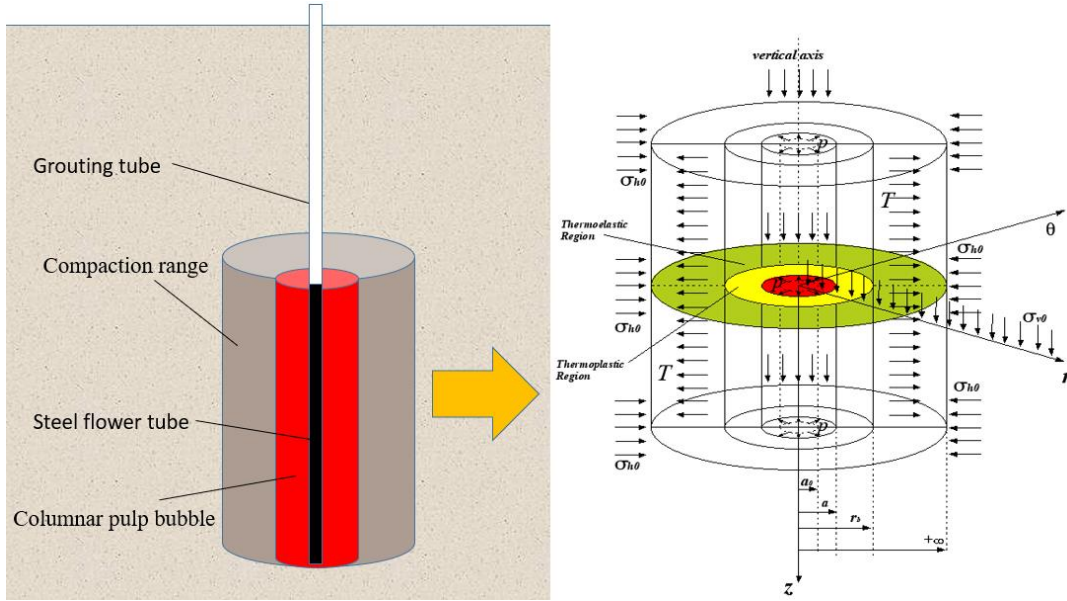 Grouting tube
Compaction range
Steel flower tube
Columnar pulp bubble
vertical axis
p
σh0
σh0
T
Thermoelastic
Region
θ
σh0
p
σh0
σv0
Thermoplastic
Region
r
T
σh0
σh0
p
a0
a
rb
+∞
z